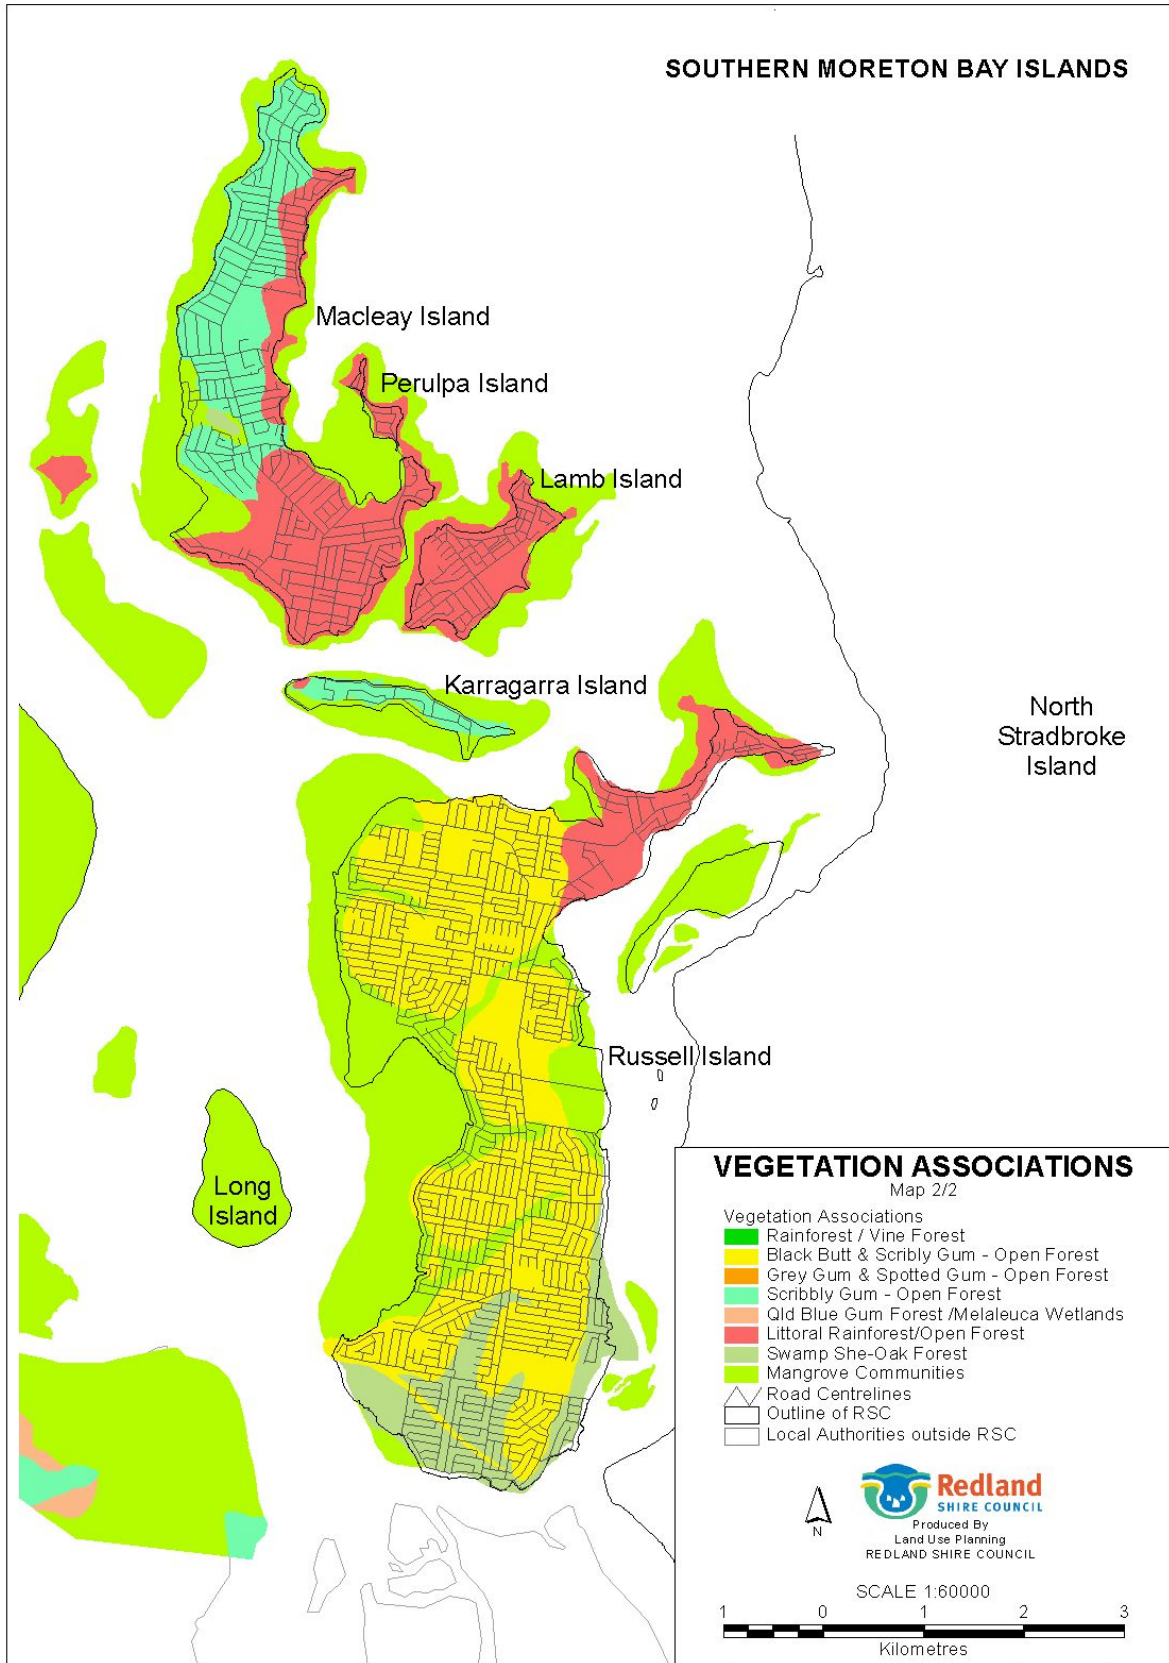 SOUTHERN MORETON BAY ISLANDS
Macleay Island
Perulpa Island
Lamb Island
Karragarra Island
North
Stradbroke
Island
Russell Island
Long
Island
VEGETATION ASSOCIATIONS
Map 2/2
Vegetation Associations
Rainforest / Vine Forest
Black Butt & Scribly Gum - Open Forest
Grey Gum & Spotted Gum - Open Forest
Scribbly Gum - Open Forest
Qld Blue Gum Forest /Melaleuca Wetlands
Littoral Rainforest/Open Forest
Swamp She-Oak Forest
Mangrove Communities
Road Centrelines
Outline of RSC
Local Authorities outside RSC
Redland
SHIRE COUNCIL
N
Produced By
Land Use Planning
REDLAND SHIRE COUNCIL
SCALE 1:60000
1 0 1 2 3
Kilometres